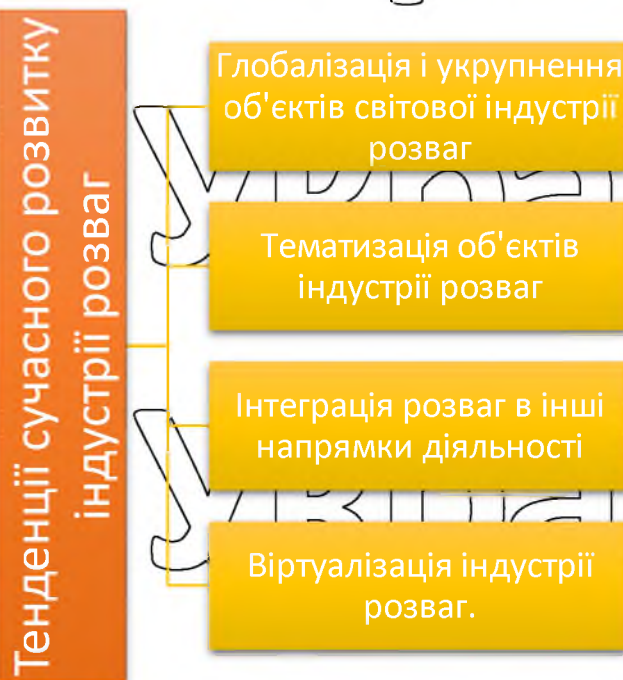 Тенденції сучасного розвитку
індустрії розваг
Глобалізація і укрупнення
об'єктів світової індустрії
розваг
Тематизація об'єктів
індустрії розваг
Інтеграція розваг в інші
напрямки діяльності
Віртуалізація індустрії
розваг.